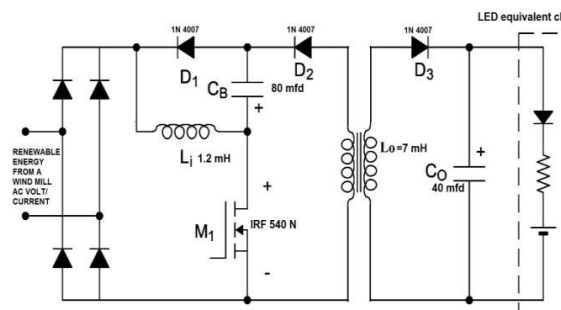 LED equivalent ci
1N 4007
1N 4007
1N 4007
D1
D2
D3
CB
80 mfd
+
Li 1.2 mH
Lo=7 mH
RENEWABLE
ENERGY
FROM A
WIND MILL
AC VOLT/
CURRENT
+
M1
IRF 540 N
-
+
CO
40 mfd